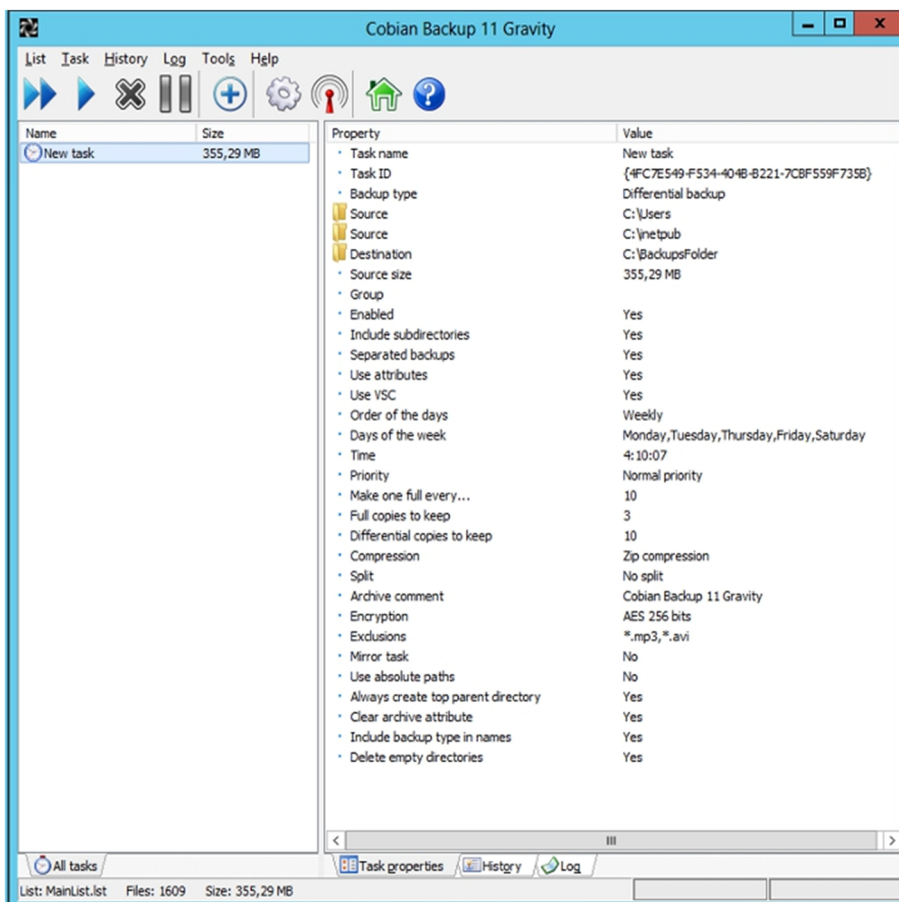 Cobian Backup 11 Gravity
List Task History Log Tools Help
Name Size Property Value
New task 355,29 MB Task name New task
Task ID {4FC7E549-F534-404B-B221-7CBF559F735B}
Backup type Differential backup
Source C:\Users
Source C:\inetpub
Destination C:\BackupsFolder
Source size 355,29 MB
Group
Enabled Yes
Include subdirectories Yes
Separated backups Yes
Use attributes Yes
Use VSC Yes
Order of the days Weekly
Days of the week Monday,Tuesday,Thursday,Friday,Saturday
Time 4:10:07
Priority Normal priority
Make one full every... 10
Full copies to keep 3
Differential copies to keep 10
Compression Zip compression
Split No split
Archive comment Cobian Backup 11 Gravity
Encryption AES 256 bits
Exclusions *.mp3,*.avi
Mirror task No
Use absolute paths No
Always create top parent directory Yes
Clear archive attribute Yes
Include backup type in names Yes
Delete empty directories Yes
All tasks Task properties History Log
List: MainList.lst Files: 1609 Size: 355,29 MB